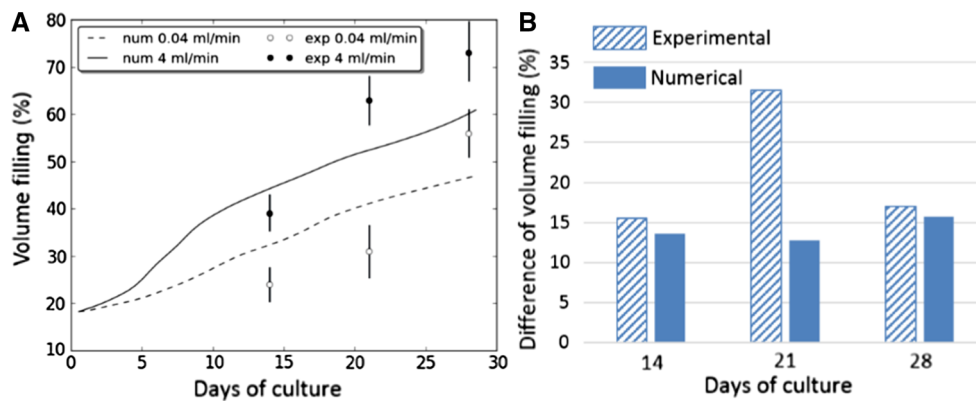 A
Volume filling (%)
80
70
60
50
40
30
20
10
num 0.04 ml/min
exp 0.04 ml/min
num 4 ml/min
exp 4 ml/min
0
5
10
15
20
25
30
Days of culture
B
Experimental
Numerical
Difference of volume filling (%)
35
30
25
20
15
10
5
0
14
21
28
Days of culture